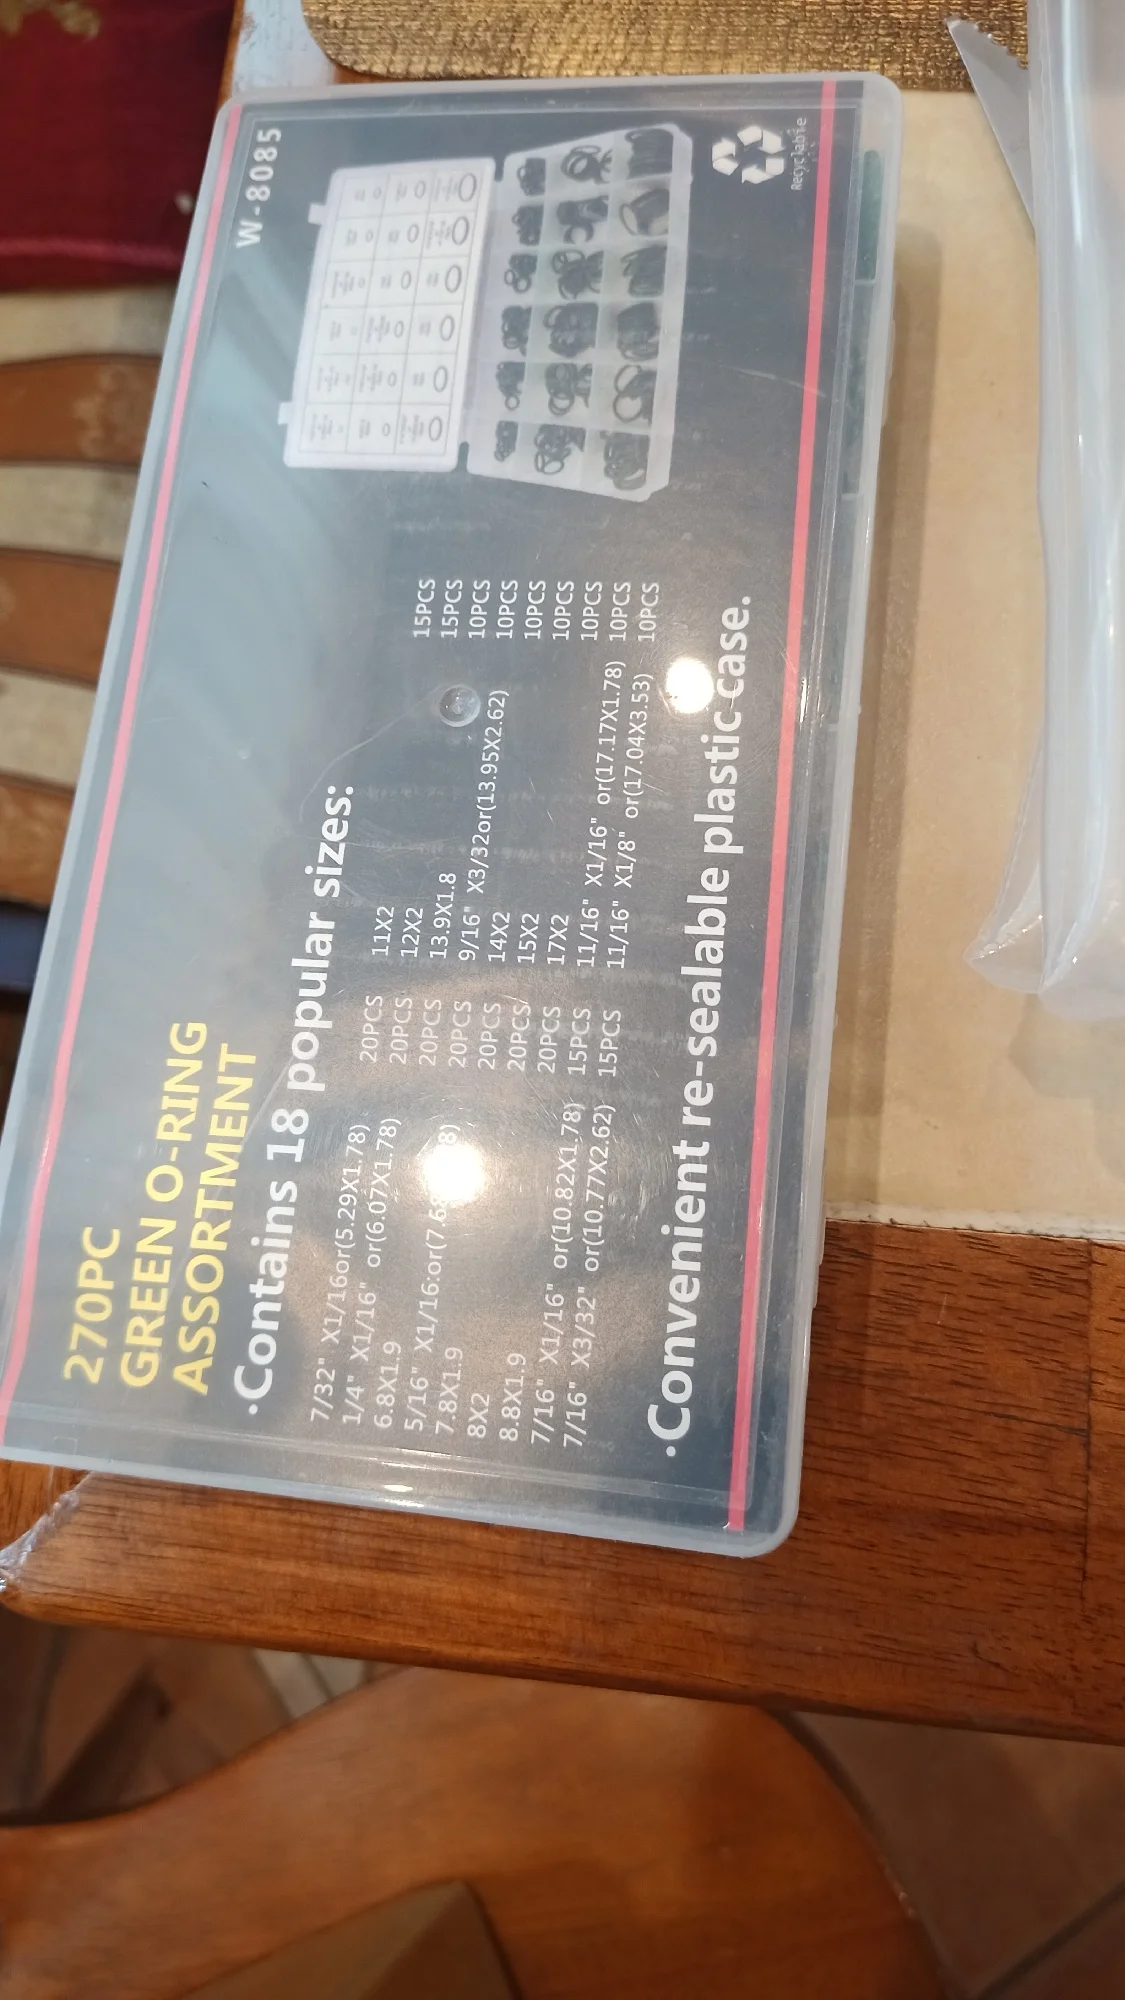 W-8085
Recyclable
270PC
GREEN O-RING
ASSORTMENT
·Contains 18 popular sizes:
7/32" X1/16or(5.29X1.78) 20PCS
1/4" X1/16" or(6.07X1.78) 20PCS
6.8X1.9 20PCS
5/16" X1/16:or(7.6 8) 20PCS
7.8X1.9 20PCS
8X2 20PCS
8.8X1.9 20PCS
7/16" X1/16" or(10.82X1.78) 15PCS
7/16" X3/32" or(10.77X2.62) 15PCS
11X2 15PCS
12X2 15PCS
13.9X1.8 10PCS
9/16" X3/32or(13.95X2.62) 10PCS
14X2 10PCS
15X2 10PCS
17X2 10PCS
11/16" X1/16" or(17.17X1.78) 10PCS
11/16" X1/8" or(17.04X3.53) 10PCS
·Convenient re-sealable plastic case.